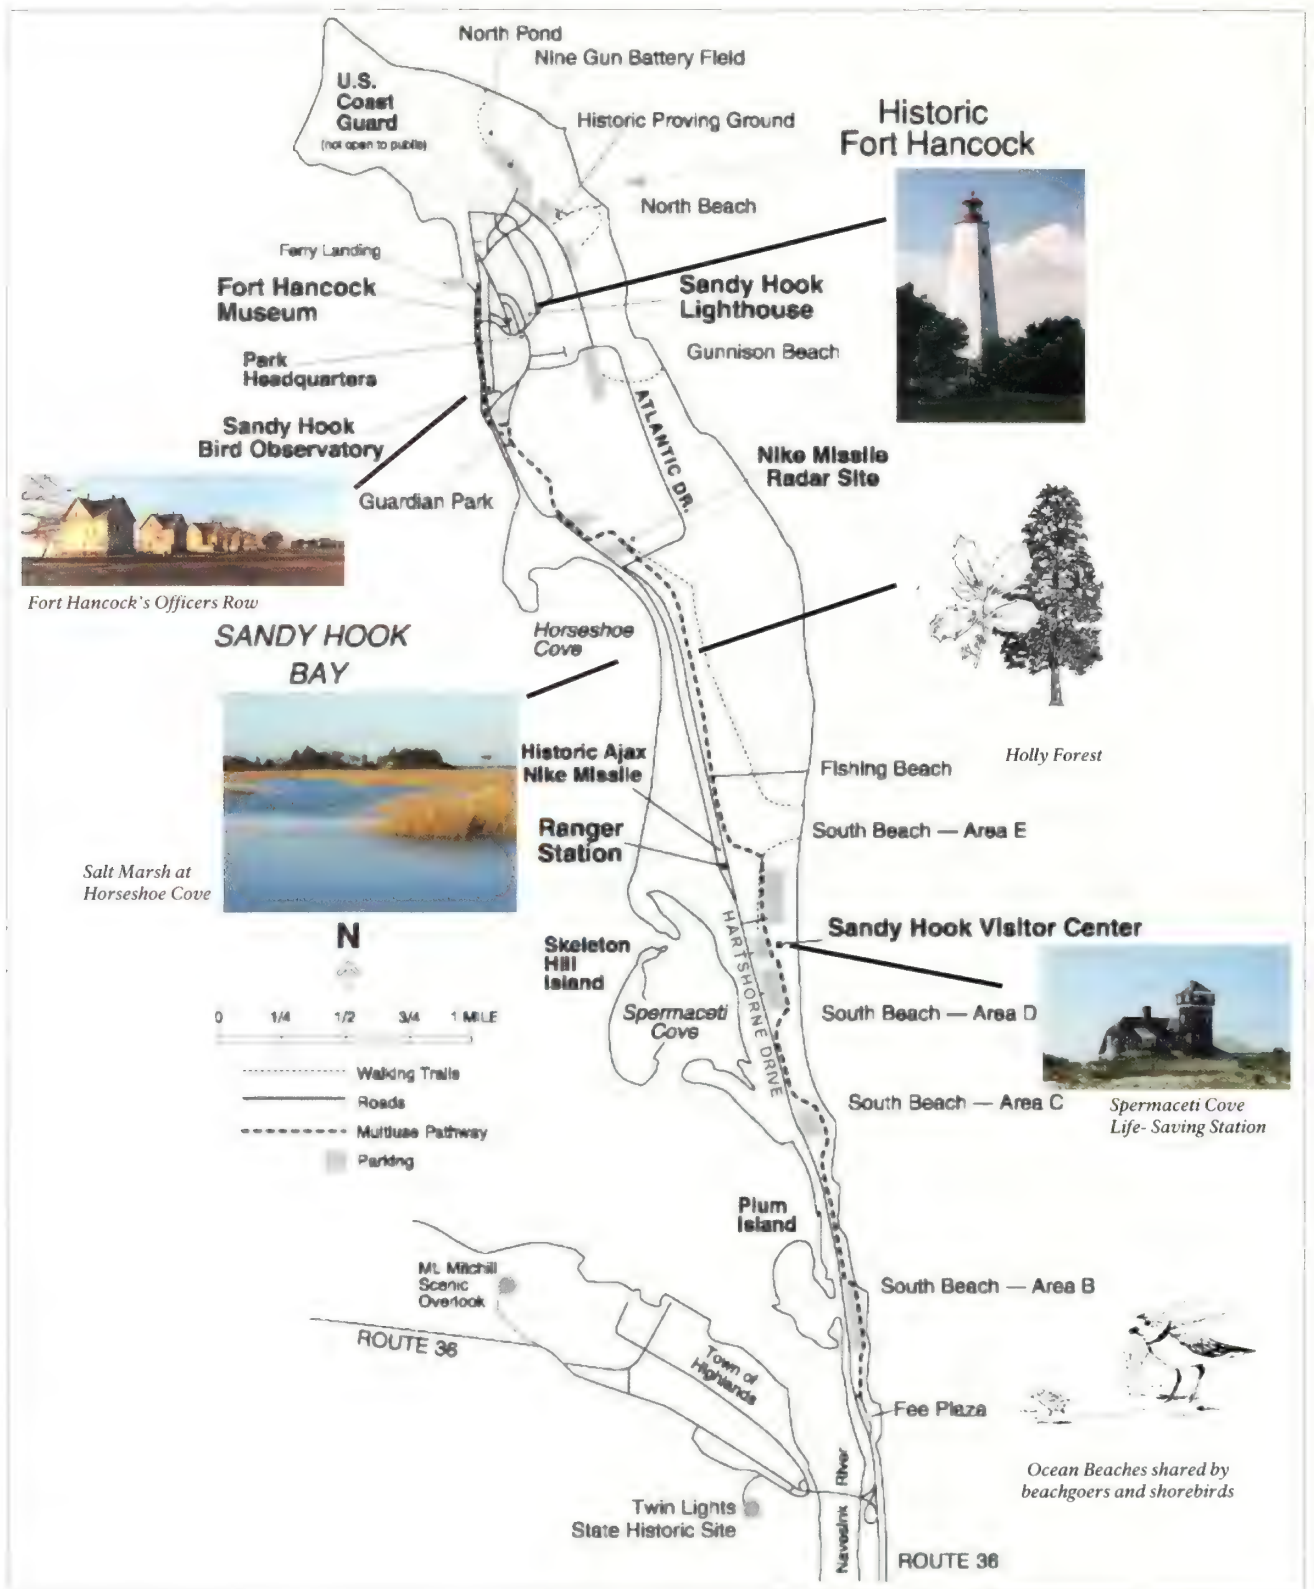 North Pond
Nine Gun Battery Field
U.S.
Coast
Guard
(not open to public)
Historic Proving Ground
Historic
Fort Hancock
North Beach
Ferry Landing
Fort Hancock
Museum
Sandy Hook
Lighthouse
Park
Headquarters
Gunnison Beach
Sandy Hook
Bird Observatory
ATLANTIC DR.
Nike Missile
Radar Site
Guardian Park
Fort Hancock's Officers Row
SANDY HOOK
BAY
Horseshoe
Cove
Historic Ajax
Nike Missile
Holly Forest
Fishing Beach
Ranger
Station
South Beach — Area E
Salt Marsh at
Horseshoe Cove
N
Skeleton
Hill
Island
HARTSHORNE DRIVE
Sandy Hook Visitor Center
0 1/4 1/2 3/4 1 MILE
Spermaceti
Cove
South Beach — Area D
Walking Trails
Roads
Multiuse Pathway
Parking
South Beach — Area C
Spermaceti Cove
Life- Saving Station
Plum
Island
Mt. Mitchill
Scenic
Overlook
South Beach — Area B
ROUTE 36
Town of
Highlands
Fee Plaza
Ocean Beaches shared by
beachgoers and shorebirds
Twin Lights
State Historic Site
Navesink River
ROUTE 36